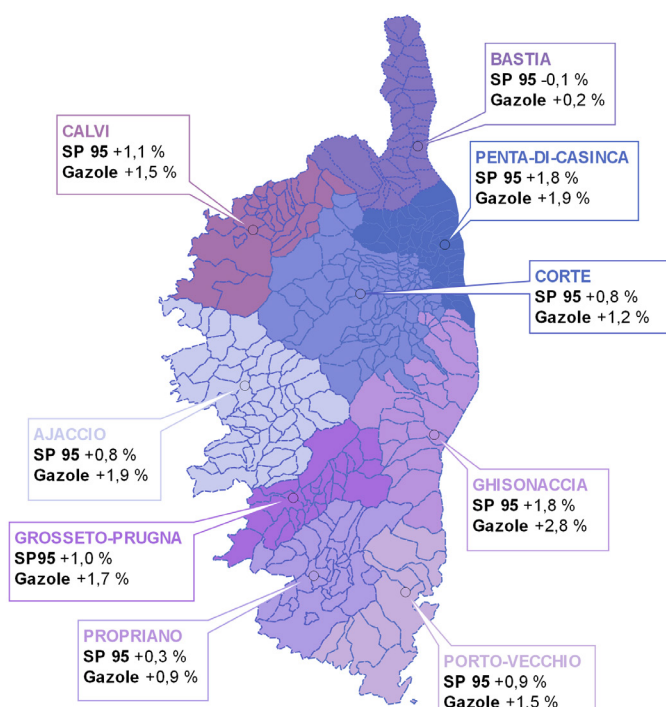 BASTIA
SP 95 -0,1 %
Gazole +0,2 %
CALVI
SP 95 +1,1 %
Gazole +1,5 %
PENTA-DI-CASINCA
SP 95 +1,8 %
Gazole +1,9 %
CORTE
SP 95 +0,8 %
Gazole +1,2 %
AJACCIO
SP 95 +0,8 %
Gazole +1,9 %
GHISONACCIA
SP 95 +1,8 %
Gazole +2,8 %
GROSSETO-PRUGNA
SP95 +1,0 %
Gazole +1,7 %
PROPRIANO
SP 95 +0,3 %
Gazole +0,9 %
PORTO-VECCHIO
SP 95 +0,9 %
Gazole +1,5 %